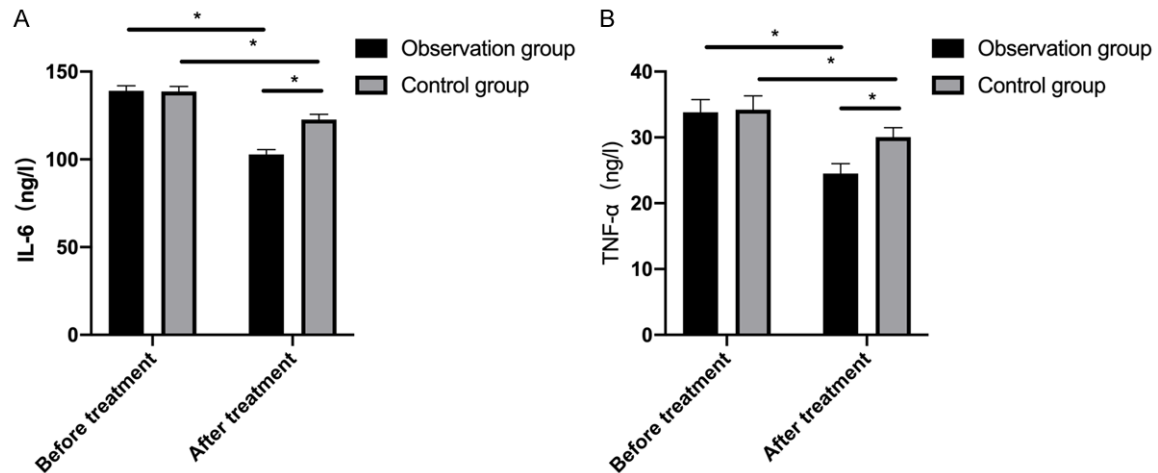 A
*
*
*
Observation group
Control group
IL-6 (ng/l)
150
100
50
0
Before treatment
After treatment
B
*
*
*
Observation group
Control group
TNF-α (ng/l)
40
30
20
10
0
Before treatment
After treatment